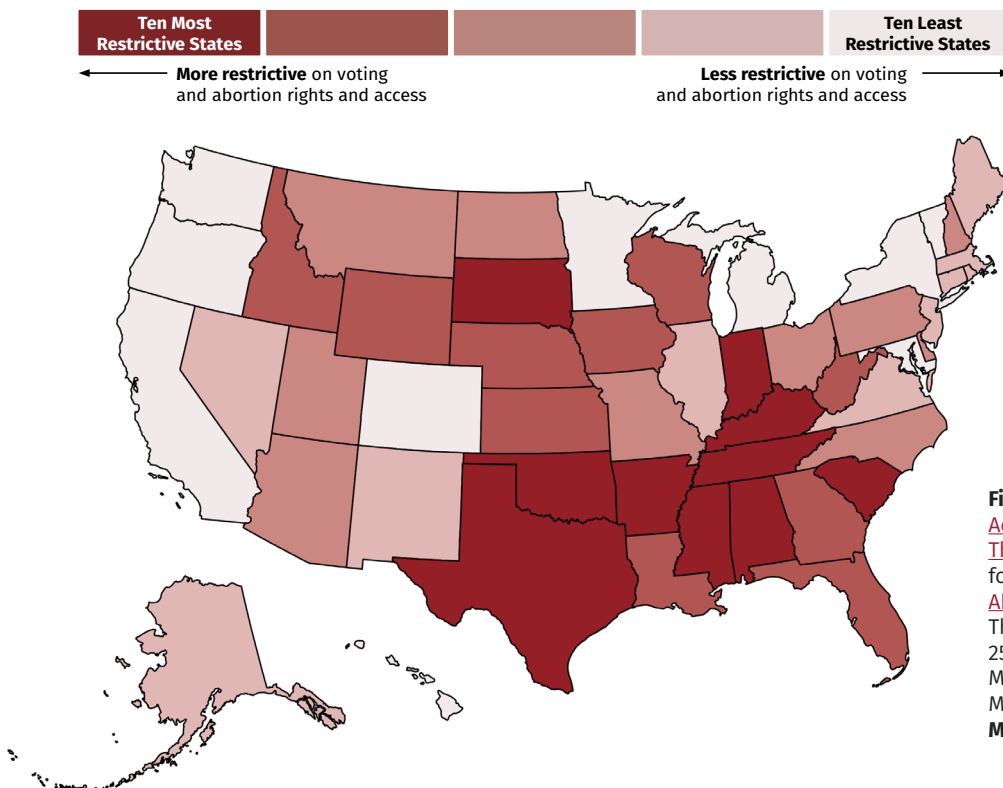 Ten Most
Restrictive States
Ten Least
Restrictive States
More restrictive on voting
and abortion rights and access
Less restrictive on voting
and abortion rights and access